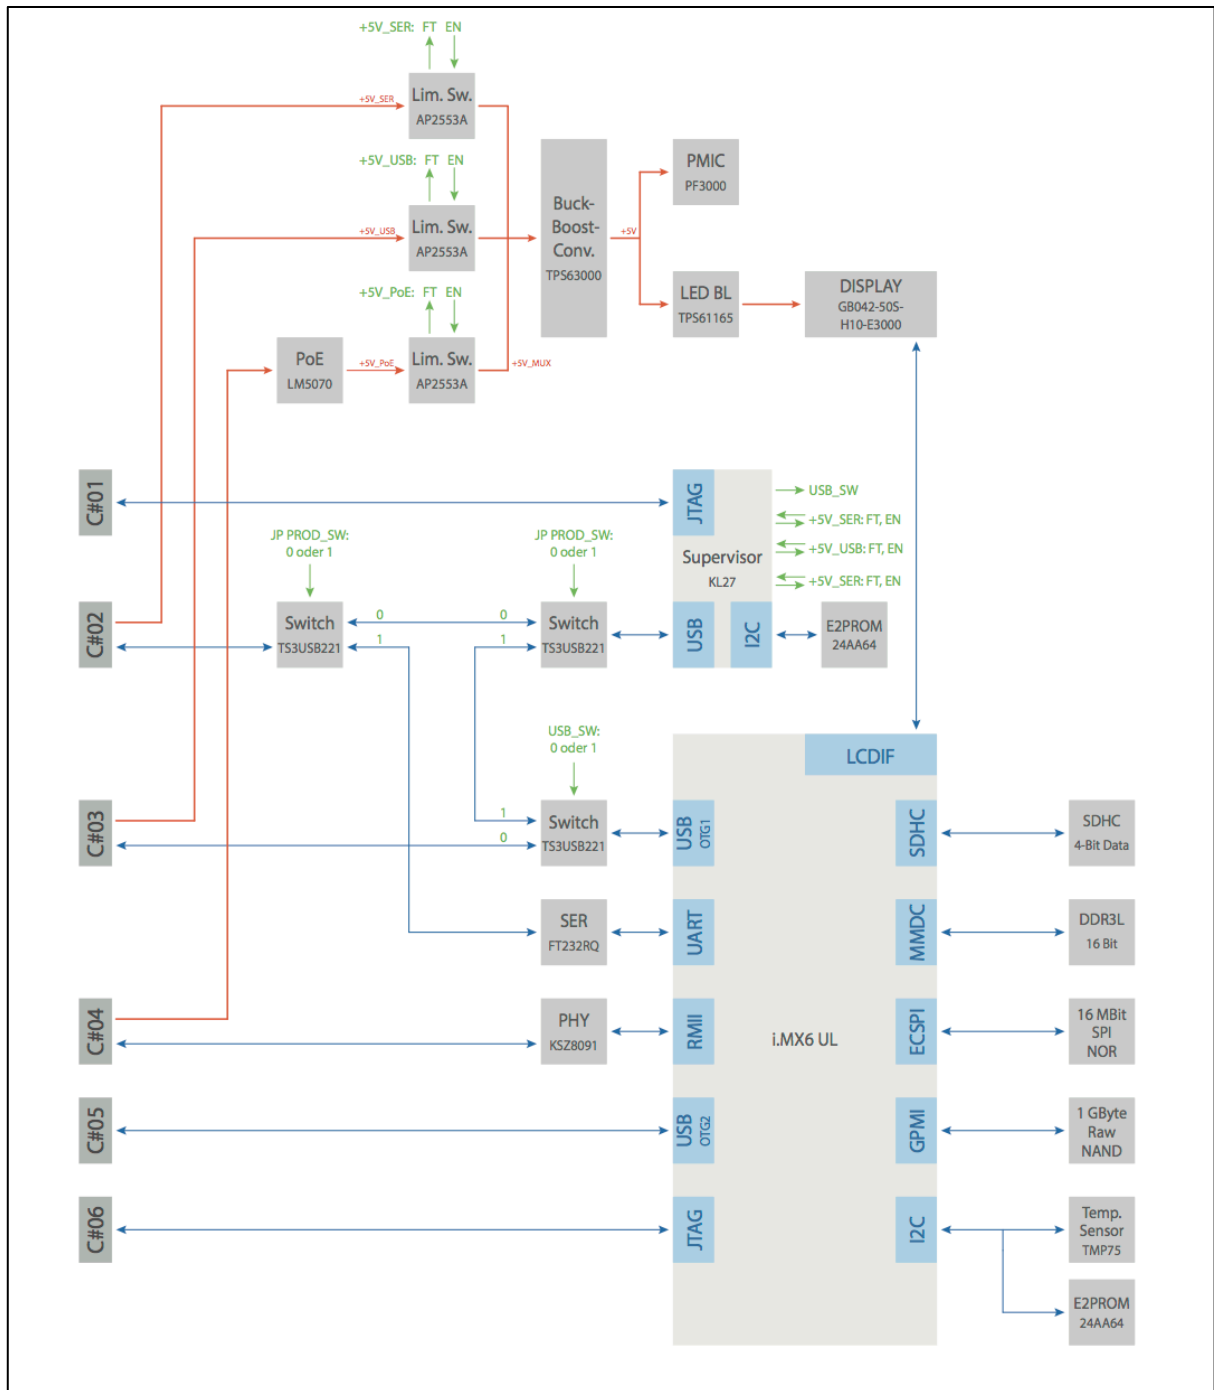 +5V_SER: FT EN
Lim. Sw.
AP2553A
+5V_SER
+5V_USB: FT EN
Lim. Sw.
AP2553A
+5V_USB
+5V_PoE: FT EN
Lim. Sw.
AP2553A
+5V_PoE
+5V_MUX
PoE
LM5070
Buck-
Boost-
Conv.
TPS63000
+5V
PMIC
PF3000
LED BL
TPS61165
DISPLAY
GB042-50S-
H10-E3000
C#01
JTAG
Supervisor
KL27
USB_SW
+5V_SER: FT, EN
+5V_USB: FT, EN
+5V_SER: FT, EN
JP PROD_SW:
0 oder 1
JP PROD_SW:
0 oder 1
C#02
Switch
TS3USB221
0
1
0
1
Switch
TS3USB221
USB
I2C
E2PROM
24AA64
USB_SW:
0 oder 1
LCDIF
C#03
1
0
Switch
TS3USB221
USB
OTG1
SDHC
SDHC
4-Bit Data
SER
FT232RQ
UART
MMDC
DDR3L
16 Bit
C#04
PHY
KSZ8091
RMII
i.MX6 UL
ECSPI
16 MBit
SPI
NOR
C#05
USB
OTG2
GPMI
1 GByte
Raw
NAND
C#06
JTAG
I2C
Temp.
Sensor
TMP75
E2PROM
24AA64